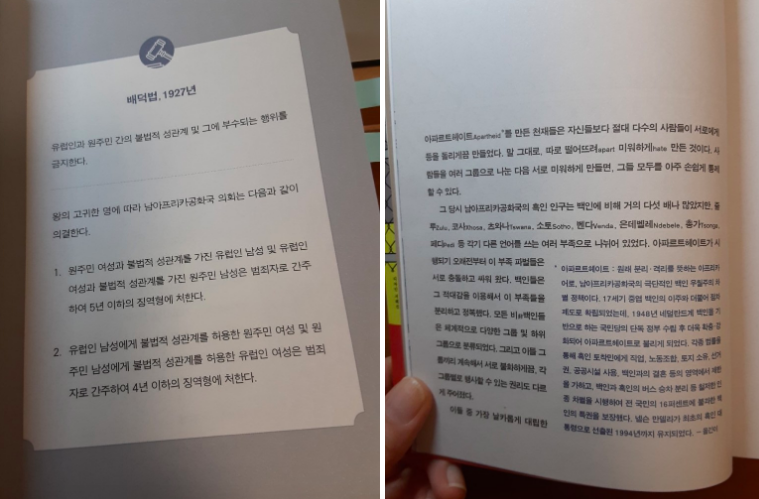 배덕법, 1927년
유럽인과 원주민 간의 불법적 성관계 및 그에 부수되는 행위를
금지한다.
왕의 고귀한 영에 따라 남아프리카공화국 의회는 다음과 같이
의결한다.
1. 원주민 여성과 불법적 성관계를 가진 유럽인 남성 및 유럽인
여성과 불법적 성관계를 가진 원주민 남성은 범죄자로 간주
하여 5년 이하의 징역형에 처한다.
2. 유럽인 남성에게 불법적 성관계를 허용한 원주민 여성 및 원
주민 남성에게 불법적 성관계를 허용한 유럽인 여성은 범죄
자로 간주하여 4년 이하의 징역형에 처한다.
아파르트헤이트Apartheid*를 만든 천재들은 자신들보다 절대 다수의 사람들이 서로에게
등을 돌리게끔 만들었다. 말 그대로, 따로 떨어뜨려apart 미워하게hate 만든 것이다. 사
람들을 여러 그룹으로 나눈 다음 서로 미워하게 만들면, 그들 모두를 아주 손쉽게 통제
할 수 있다.
그 당시 남아프리카공화국의 흑인 인구는 백인에 비해 거의 다섯 배나 많았지만, 줄
루Zulu, 코사Xhosa, 츠와나Tswana, 소토Sotho, 벤다Venda, 은데벨레Ndebele, 총가Tsonga,
페디Pedi 등 각기 다른 언어를 쓰는 여러 부족으로 나뉘어 있었다. 아파르트헤이트가 시
행되기 오래전부터 이 부족 파벌들은
서로 충돌하고 싸워 왔다. 백인들은
그 적대감을 이용해서 이 부족들을
분리하고 정복했다. 모든 비非백인들
은 체계적으로 다양한 그룹 및 하위
그룹으로 분류되었다. 그리고 이들 그
룹끼리 계속해서 서로 불화하게끔, 각
그룹별로 행사할 수 있는 권리도 다르
게 주어졌다.
이들 중 가장 날카롭게 대립한
* 아파르트헤이트 : 원래 분리·격리를 뜻하는 아프리카
어로, 남아프리카공화국의 극단적인 백인 우월주의 차
별 정책이다. 17세기 중엽 백인의 이주와 더불어 점차
제도로 확립되었는데, 1948년 네덜란드계 백인을 기
반으로 하는 국민당의 단독 정부 수립 후 더욱 확충·강
화되어 아파르트헤이트로 불리게 되었다. 각종 법률을
통해 흑인 토착민에게 직업, 노동조합, 토지 소유, 선거
권, 공공시설 사용, 백인과의 결혼 등의 영역에서 제한
을 가하고, 백인과 흑인의 버스 승차 분리 등 철저한 인
종 차별을 시행하여 전 국민의 16퍼센트에 불과한 백
인의 특권을 보장했다. 넬슨 만델라가 최초의 흑인 대
통령으로 선출된 1994년까지 유지되었다. - 옮긴이